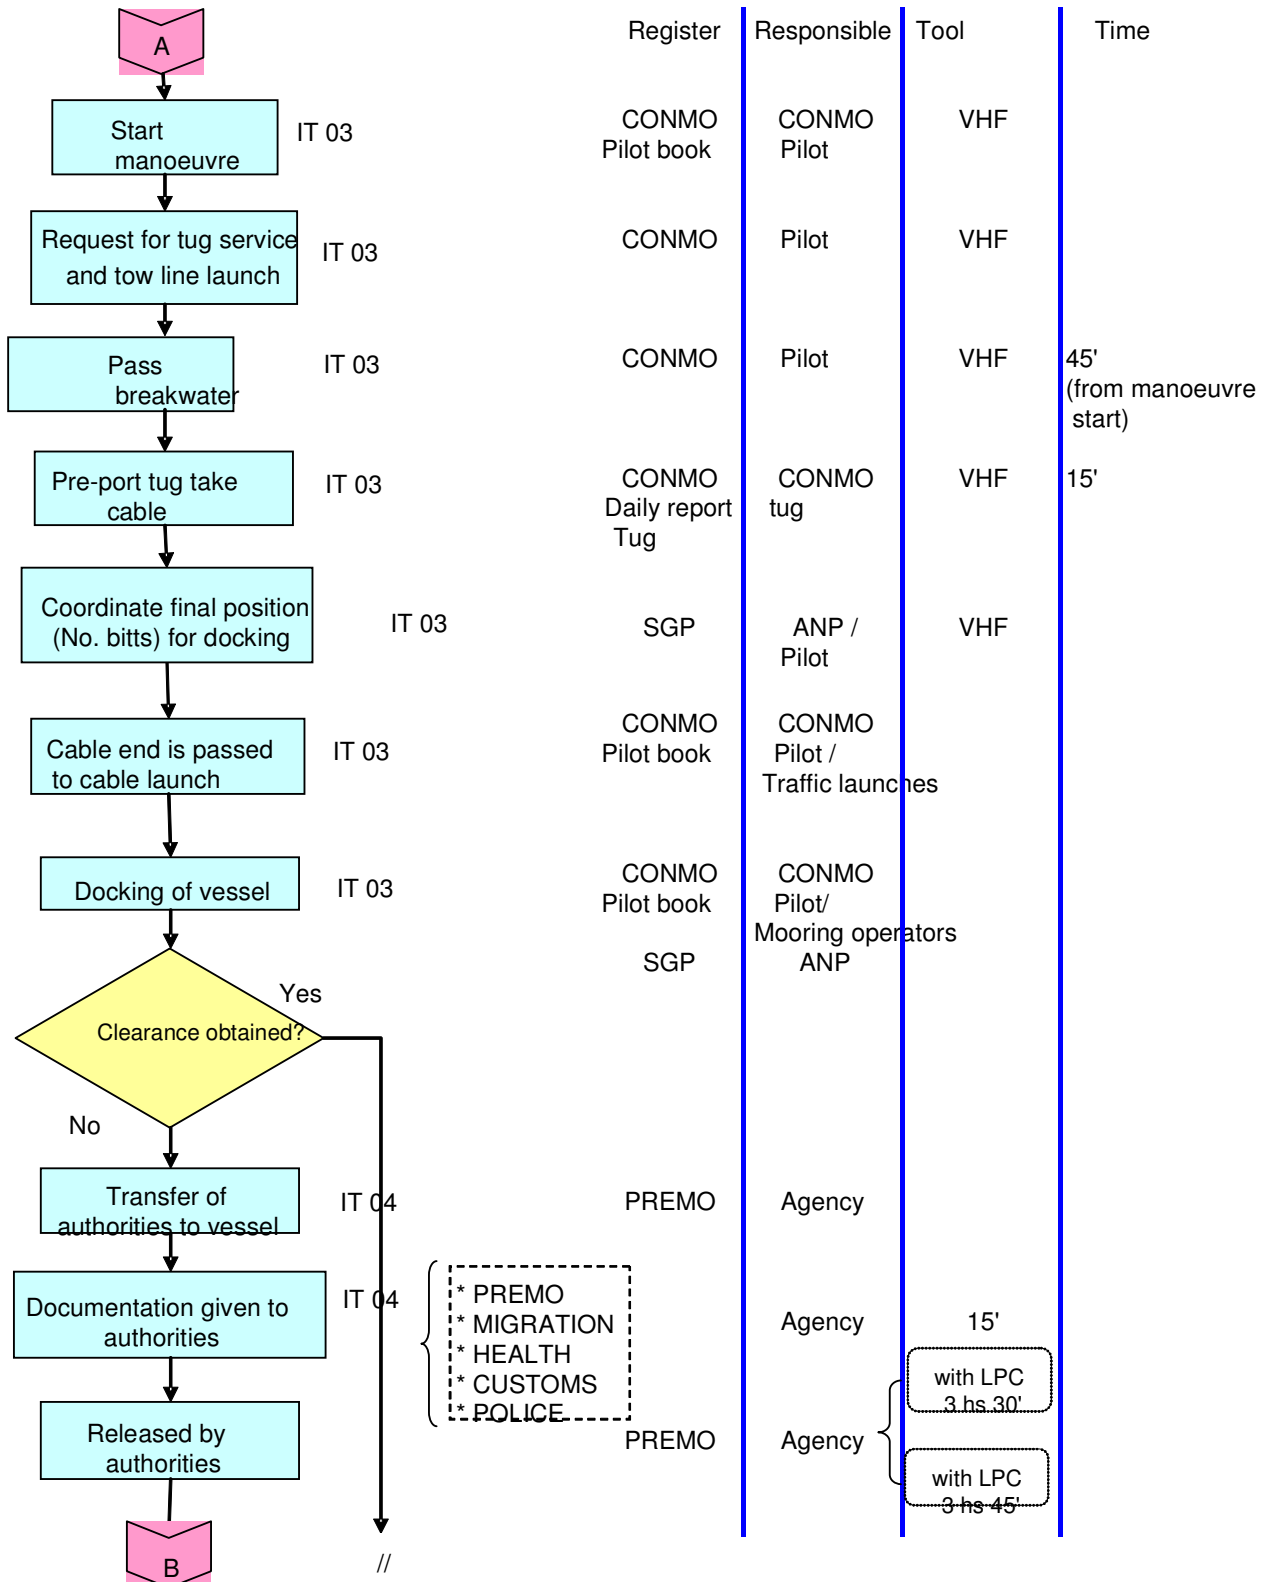 A
Register Responsible Tool Time
Start
manoeuvre
IT 03
CONMO CONMO VHF
Pilot book Pilot
Request for tug service
and tow line launch
IT 03
CONMO Pilot VHF
Pass
breakwater
IT 03
CONMO Pilot VHF 45'
(from manoeuvre
start)
Pre-port tug take
cable
IT 03
CONMO CONMO VHF 15'
Daily report tug
Tug
Coordinate final position
(No. bitts) for docking
IT 03
SGP ANP / VHF
Pilot
Cable end is passed
to cable launch
IT 03
CONMO CONMO
Pilot book Pilot /
Traffic launches
Docking of vessel
IT 03
CONMO CONMO
Pilot book Pilot/
Mooring operators
SGP ANP
Yes
Clearance obtained?
No
Transfer of
authorities to vessel
IT 04
PREMO Agency
Documentation given to
authorities
IT 04
* PREMO
* MIGRATION
* HEALTH
* CUSTOMS
* POLICE
Agency 15'
with LPC
3 hs 30'
Released by
authorities
PREMO Agency
with LPC
3 hs 45'
B
//